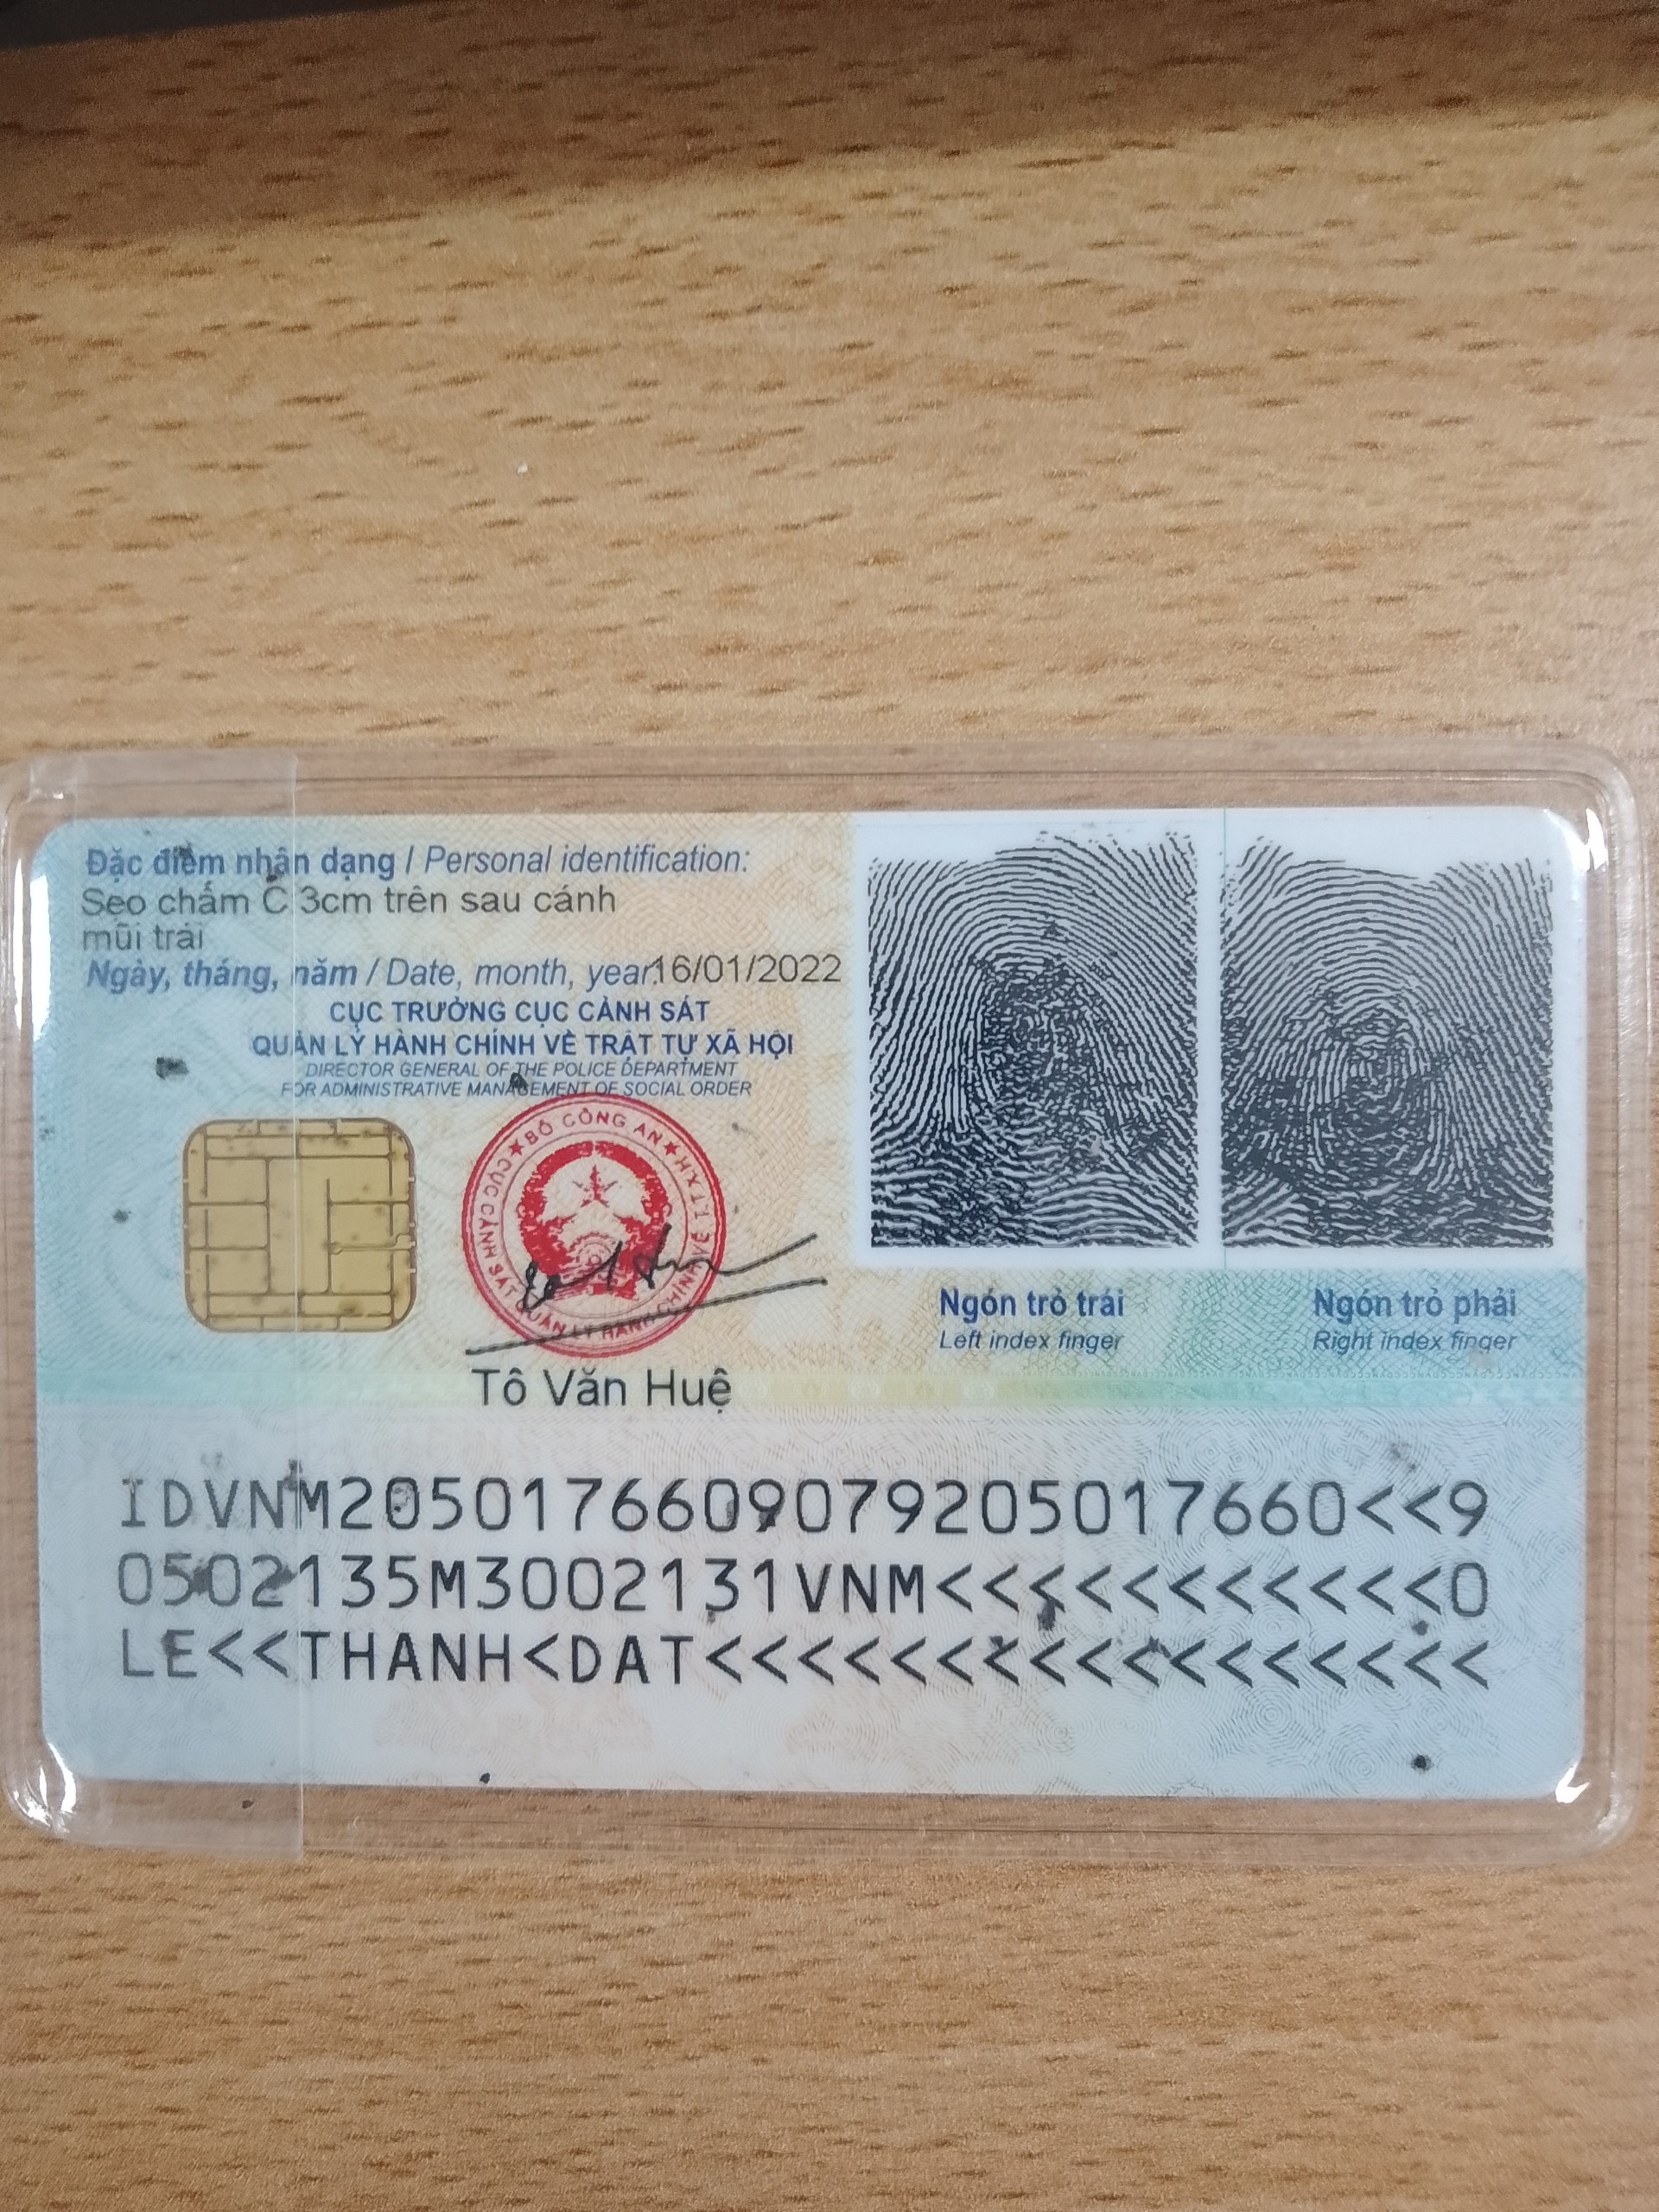 Đặc điểm nhận dạng / Personal identification:
Sẹo chấm C 3cm trên sau cánh
mũi trái
Ngày, tháng, năm / Date, month, year: 16/01/2022
CỤC TRƯỞNG CỤC CẢNH SÁT
QUẢN LÝ HÀNH CHÍNH VỀ TRẬT TỰ XÃ HỘI
DIRECTOR GENERAL OF THE POLICE DEPARTMENT
FOR ADMINISTRATIVE MANAGEMENT OF SOCIAL ORDER
BỘ CÔNG AN
CỤC CẢNH SÁT QUẢN LÝ HÀNH CHÍNH VỀ TTXH
Tô Văn Huệ
Ngón trỏ trái
Left index finger
Ngón trỏ phải
Right index finger
IDVNM2050176609079205017660<<9
0502135M3002131VNM<<<<<<<<<<<0
LE<<THANH<DAT<<<<<<<<<<<<<<<<<